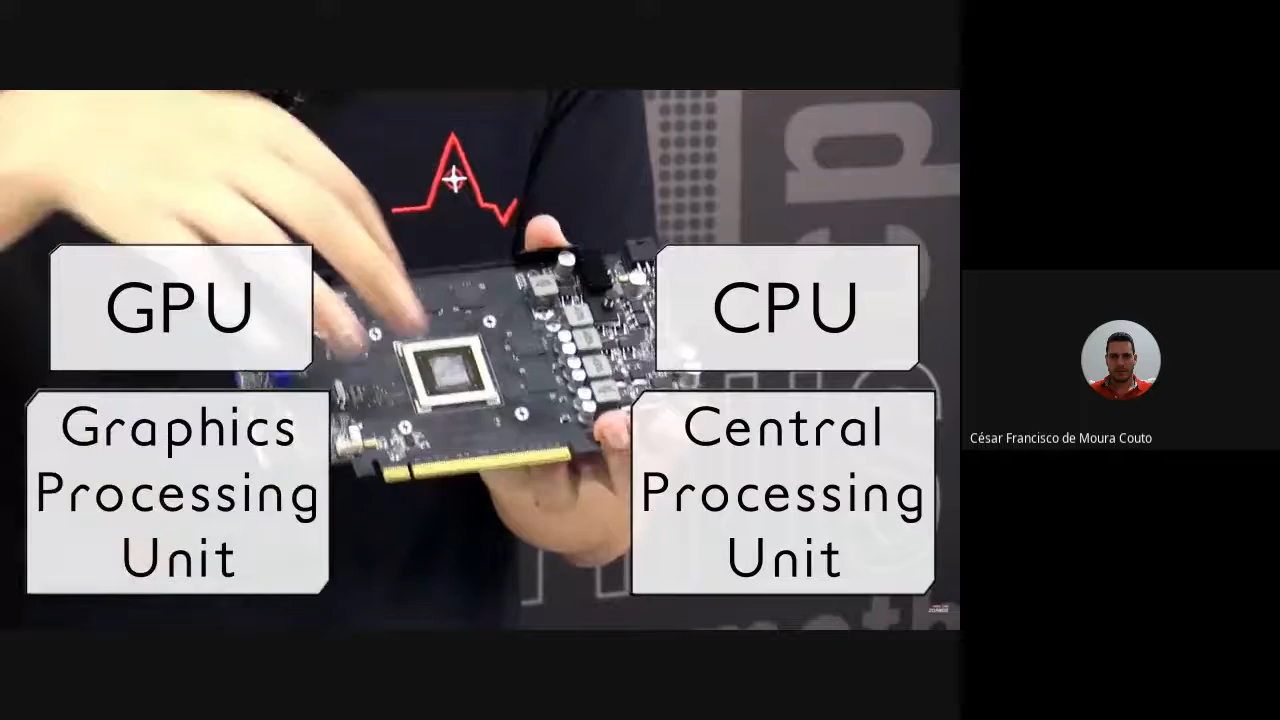 GPU
CPU
Graphics
Processing
Unit
Central
Processing
Unit
César Francisco de Moura Couto